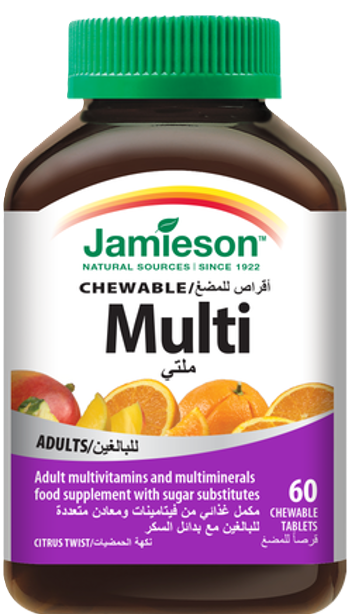 Jamieson™
NATURAL SOURCES | SINCE 1922
CHEWABLE/أقراص للمضغ
Multi
ملتي
ADULTS/للبالغين
Adult multivitamins and multiminerals
food supplement with sugar substitutes
مكمل غذائي من فيتامينات ومعادن متعددة
للبالغين مع بدائل السكر
CITRUS TWIST/نكهة الحمضيات
60
CHEWABLE
TABLETS
قرصاً للمضغ